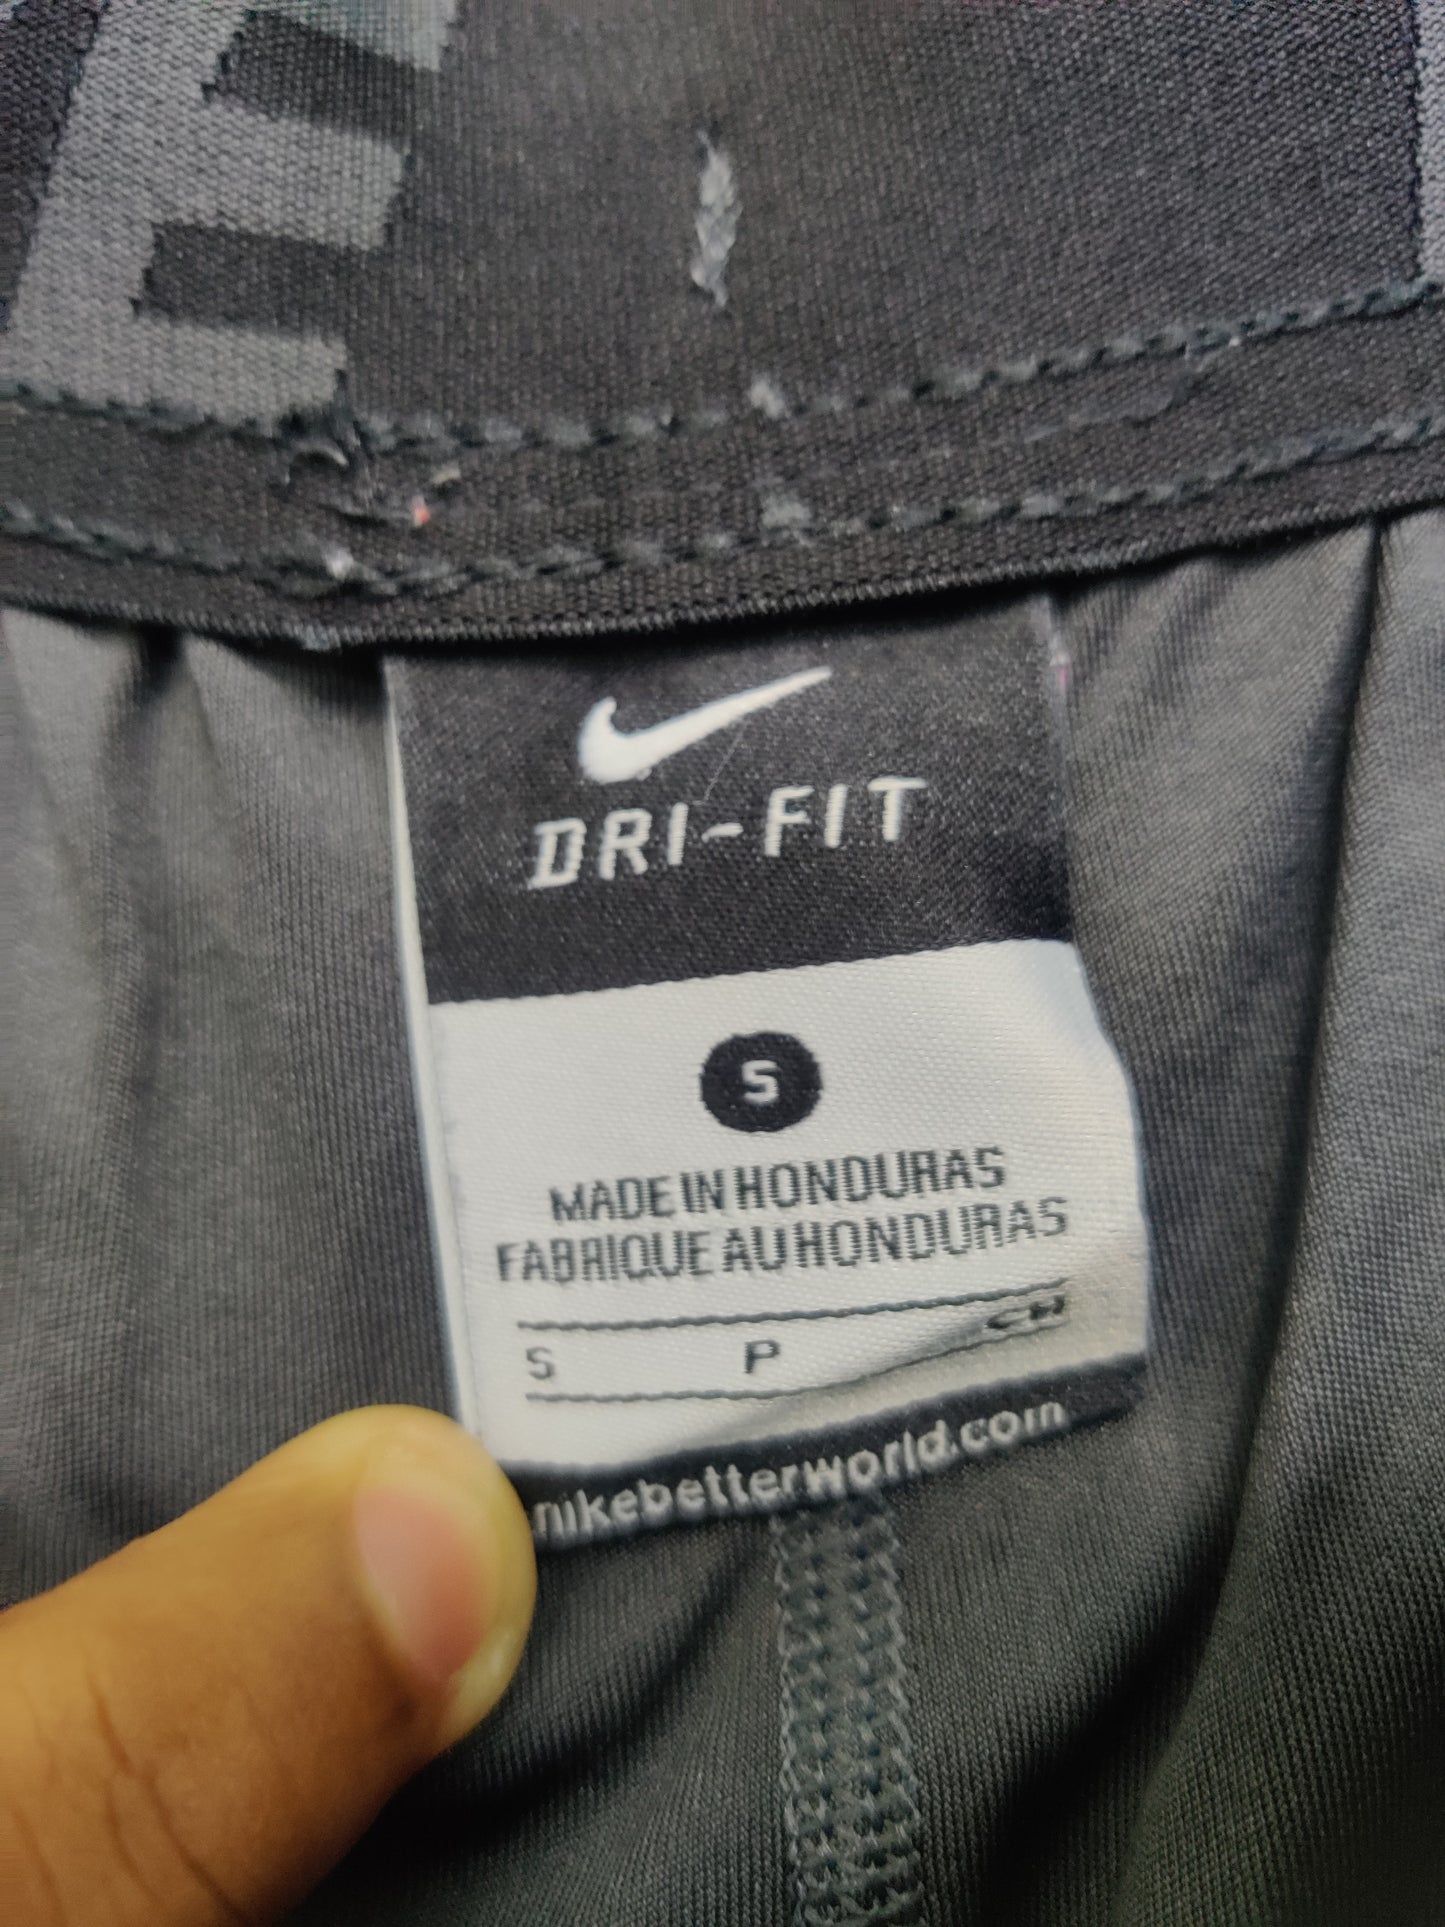 DRI-FIT
S
MADE IN HONDURAS
FABRIQUE AU HONDURAS
S P CH
nikebetterworld.com